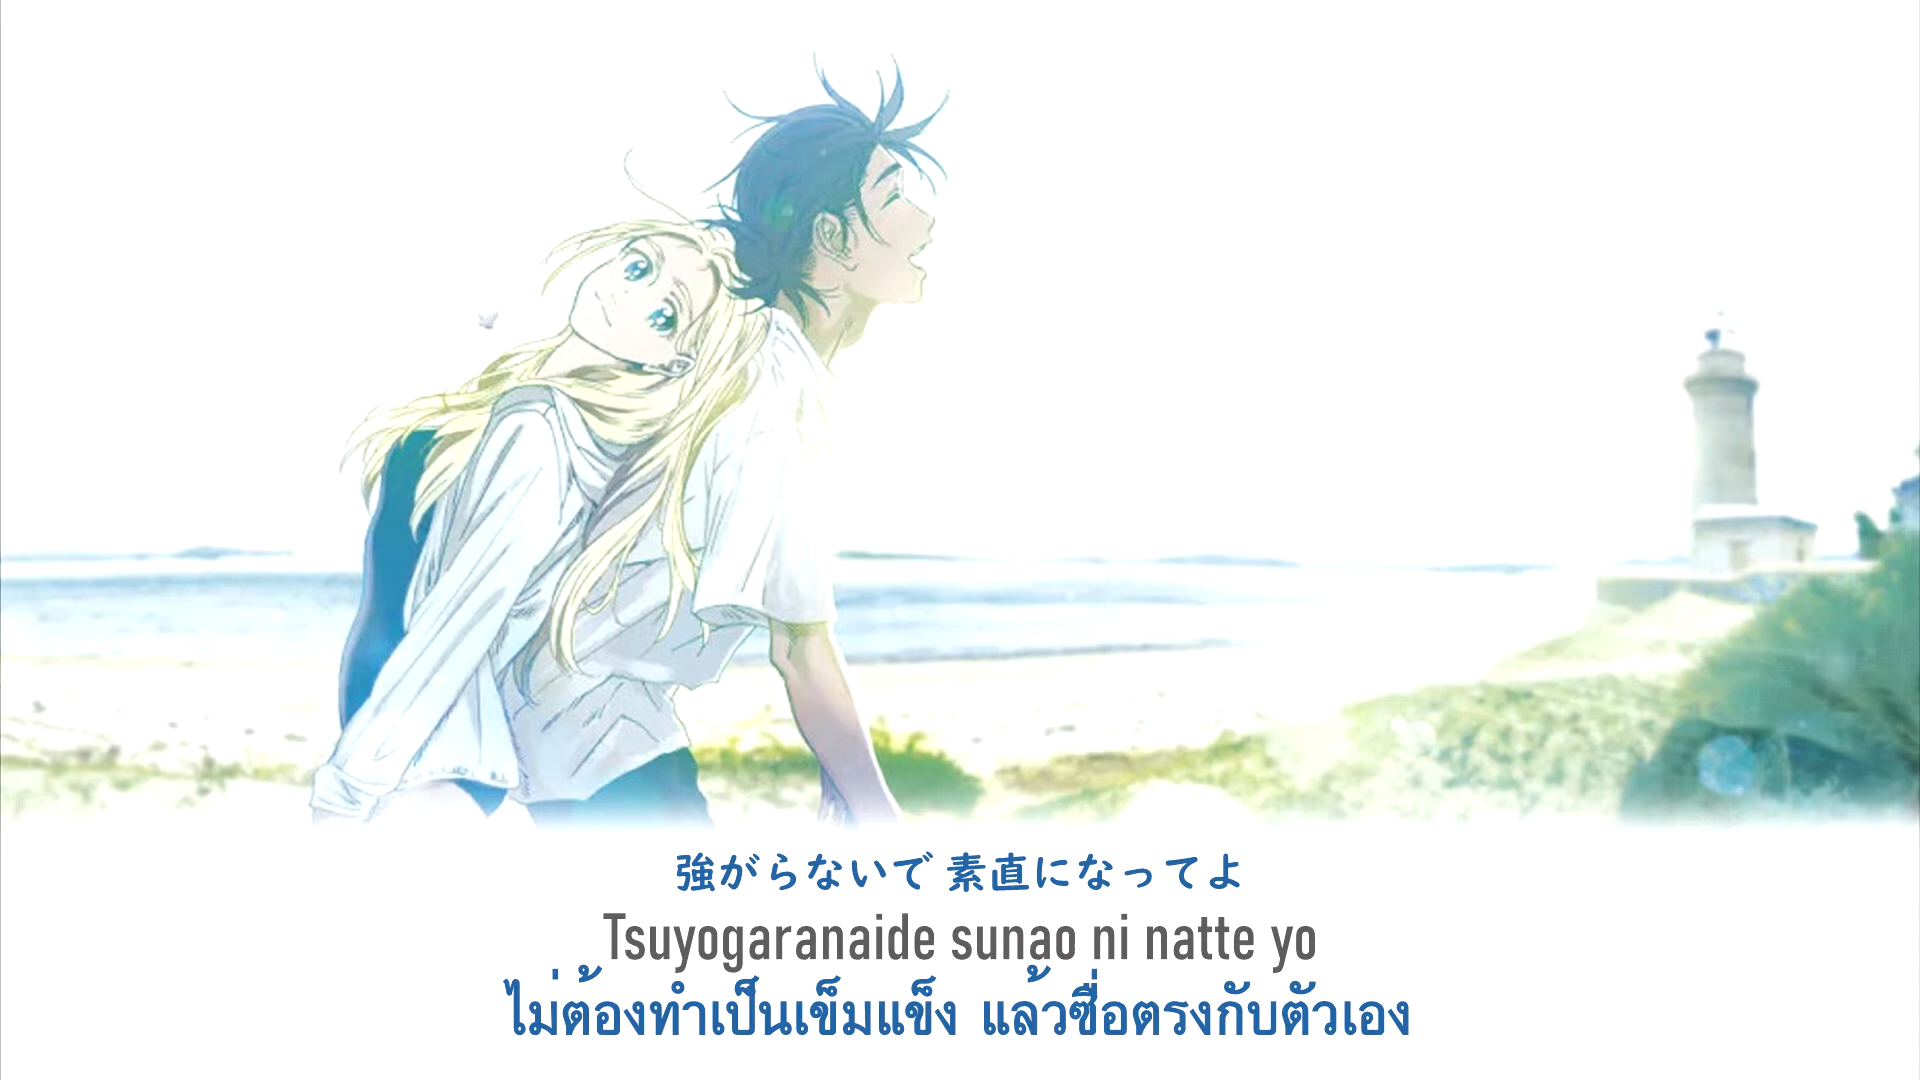 強がらないで 素直になってよ
Tsuyogaranaide sunao ni natte yo
ไม่ต้องทำเป็นเข็มแข็ง แล้วซื่อตรงกับตัวเอง